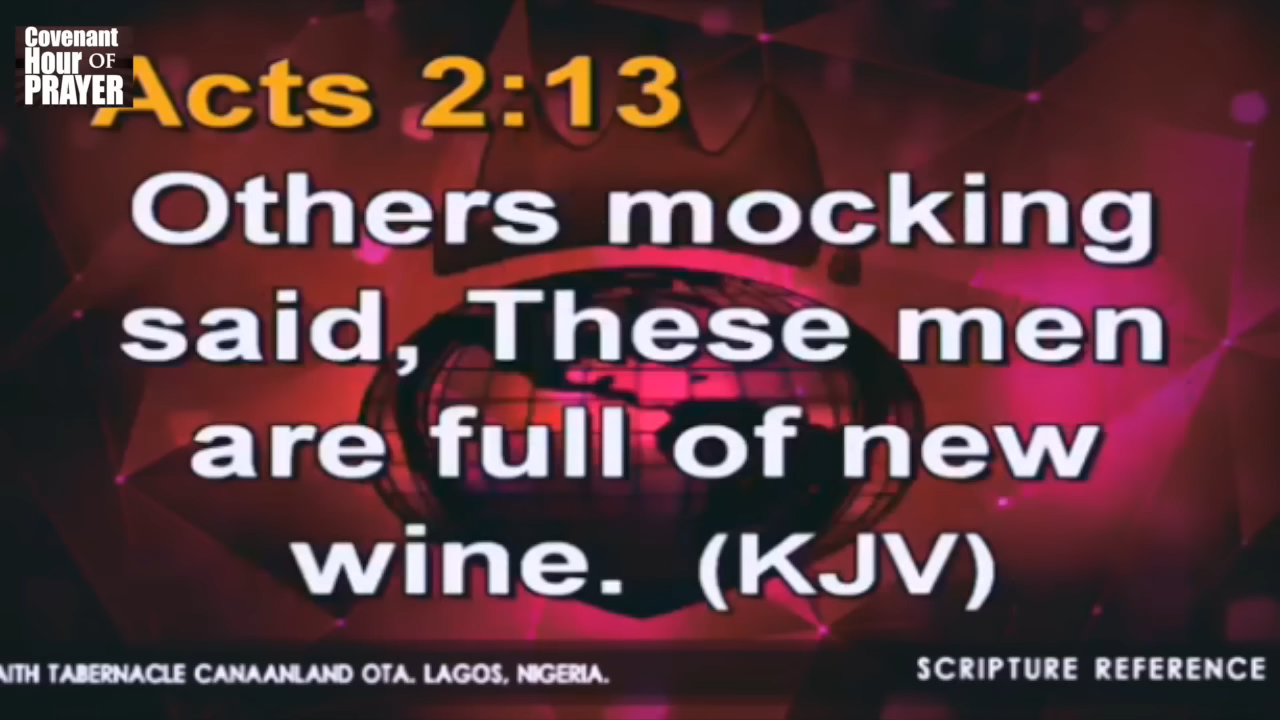 Covenant
Hour OF
PRAYER
Acts 2:13
Others mocking
said, These men
are full of new
wine. (KJV)
AITH TABERNACLE CANAANLAND OTA. LAGOS, NIGERIA.
SCRIPTURE REFERENCE